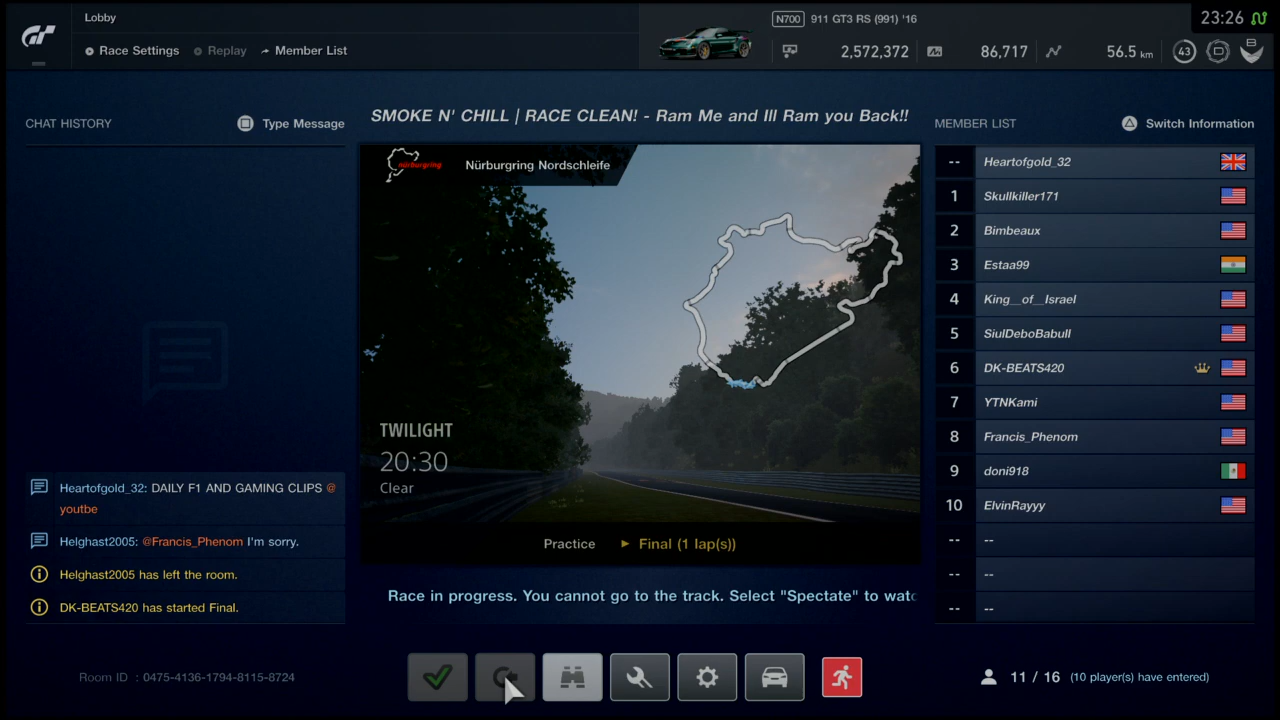 Lobby
Race Settings
Replay
Member List
N700
911 GT3 RS (991) '16
2,572,372
86,717
56.5 km
43
B
23:26
CHAT HISTORY
Type Message
SMOKE N' CHILL | RACE CLEAN! - Ram Me and Ill Ram you Back!!
MEMBER LIST
Switch Information
nürburgring
Nürburgring Nordschleife
TWILIGHT
20:30
Clear
Practice
Final (1 lap(s))
-- Heartofgold_32
1 Skullkiller171
2 Bimbeaux
3 Estaa99
4 King__of__Israel
5 SiulDeboBabull
6 DK-BEATS420
7 YTNKami
8 Francis_Phenom
9 doni918
10 ElvinRayyy
-- --
-- --
-- --
Heartofgold_32: DAILY F1 AND GAMING CLIPS @
youtbe
Helghast2005: @Francis_Phenom I'm sorry.
Helghast2005 has left the room.
DK-BEATS420 has started Final.
Race in progress. You cannot go to the track. Select "Spectate" to watc
Room ID : 0475-4136-1794-8115-8724
11 / 16 (10 player(s) have entered)